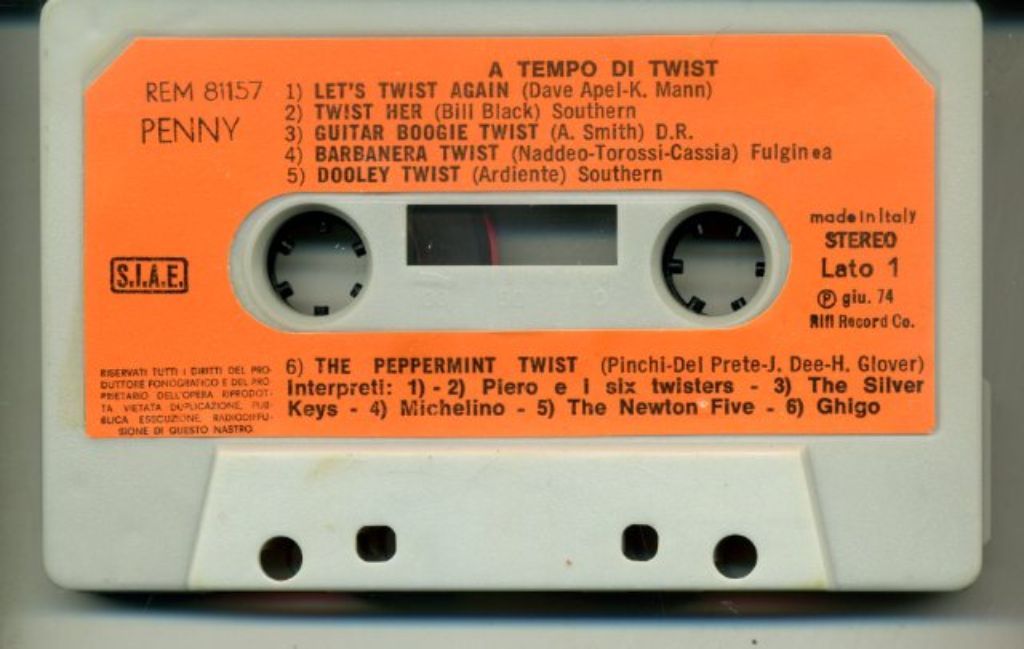 A TEMPO DI TWIST
REM 81157
PENNY
1) LET'S TWIST AGAIN (Dave Apel-K. Mann)
2) TWIST HER (Bill Black) Southern
3) GUITAR BOOGIE TWIST (A. Smith) D.R.
4) BARBANERA TWIST (Naddeo-Torossi-Cassia) Fulginea
5) DOOLEY TWIST (Ardiente) Southern
S.I.A.E.
made in Italy
STEREO
Lato 1
℗ giu. 74
Rifi Record Co.
6) THE PEPPERMINT TWIST (Pinchi-Del Prete-J. Dee-H. Glover)
Interpreti: 1) - 2) Piero e i six twisters - 3) The Silver
Keys - 4) Michelino - 5) The Newton Five - 6) Ghigo
RISERVATI TUTTI I DIRITTI DEL PRO-
DUTTORE FONOGRAFICO E DEL PRO-
PRIETARIO DELL'OPERA RIPRODOT-
TA VIETATA DUPLICAZIONE, PUB-
BLICA ESECUZIONE, RADIODIFFU-
SIONE DI QUESTO NASTRO.